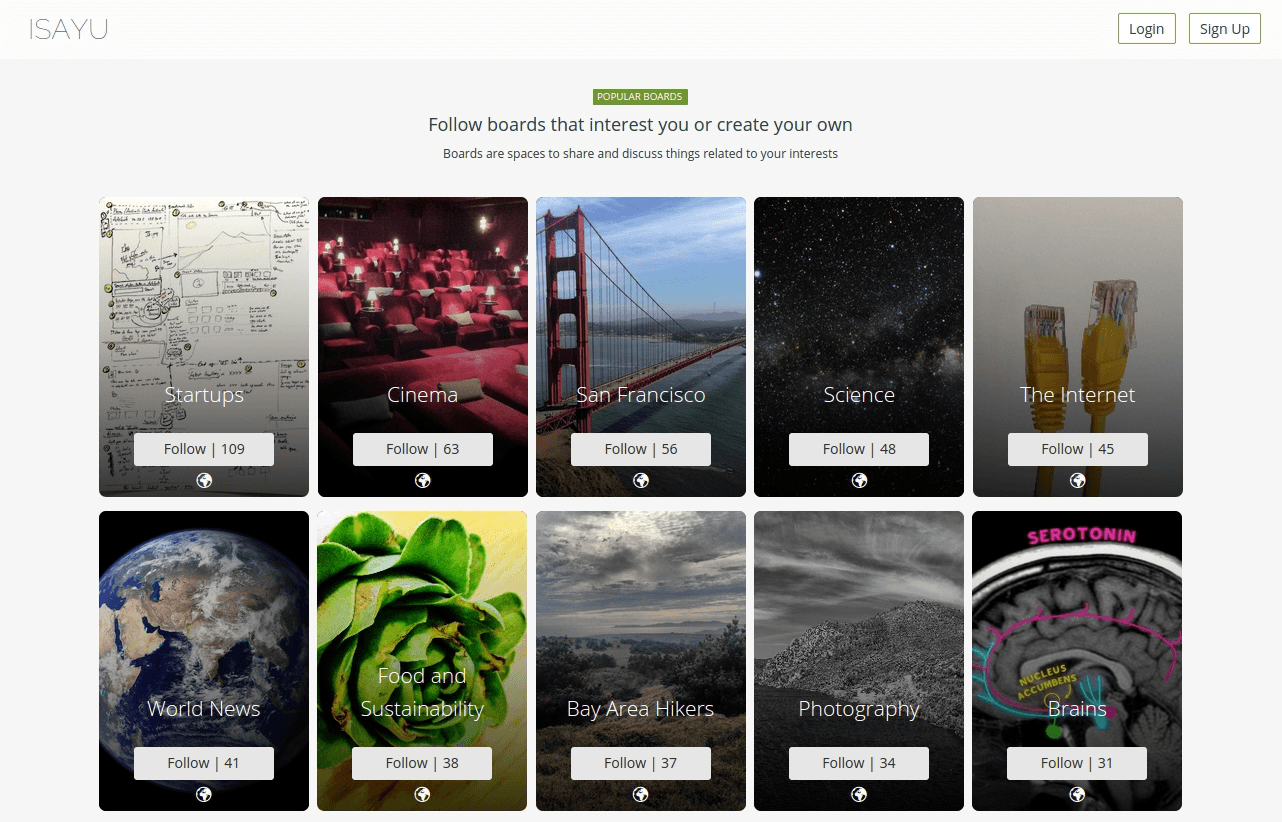 ISAYU
Login
Sign Up
POPULAR BOARDS
Follow boards that interest you or create your own
Boards are spaces to share and discuss things related to your interests
Startups
Follow | 109
Cinema
Follow | 63
San Francisco
Follow | 56
Science
Follow | 48
The Internet
Follow | 45
World News
Follow | 41
Food and
Sustainability
Follow | 38
Bay Area Hikers
Follow | 37
Photography
Follow | 34
SEROTONIN
NUCLEUS
ACCUMBENS
Brains
Follow | 31